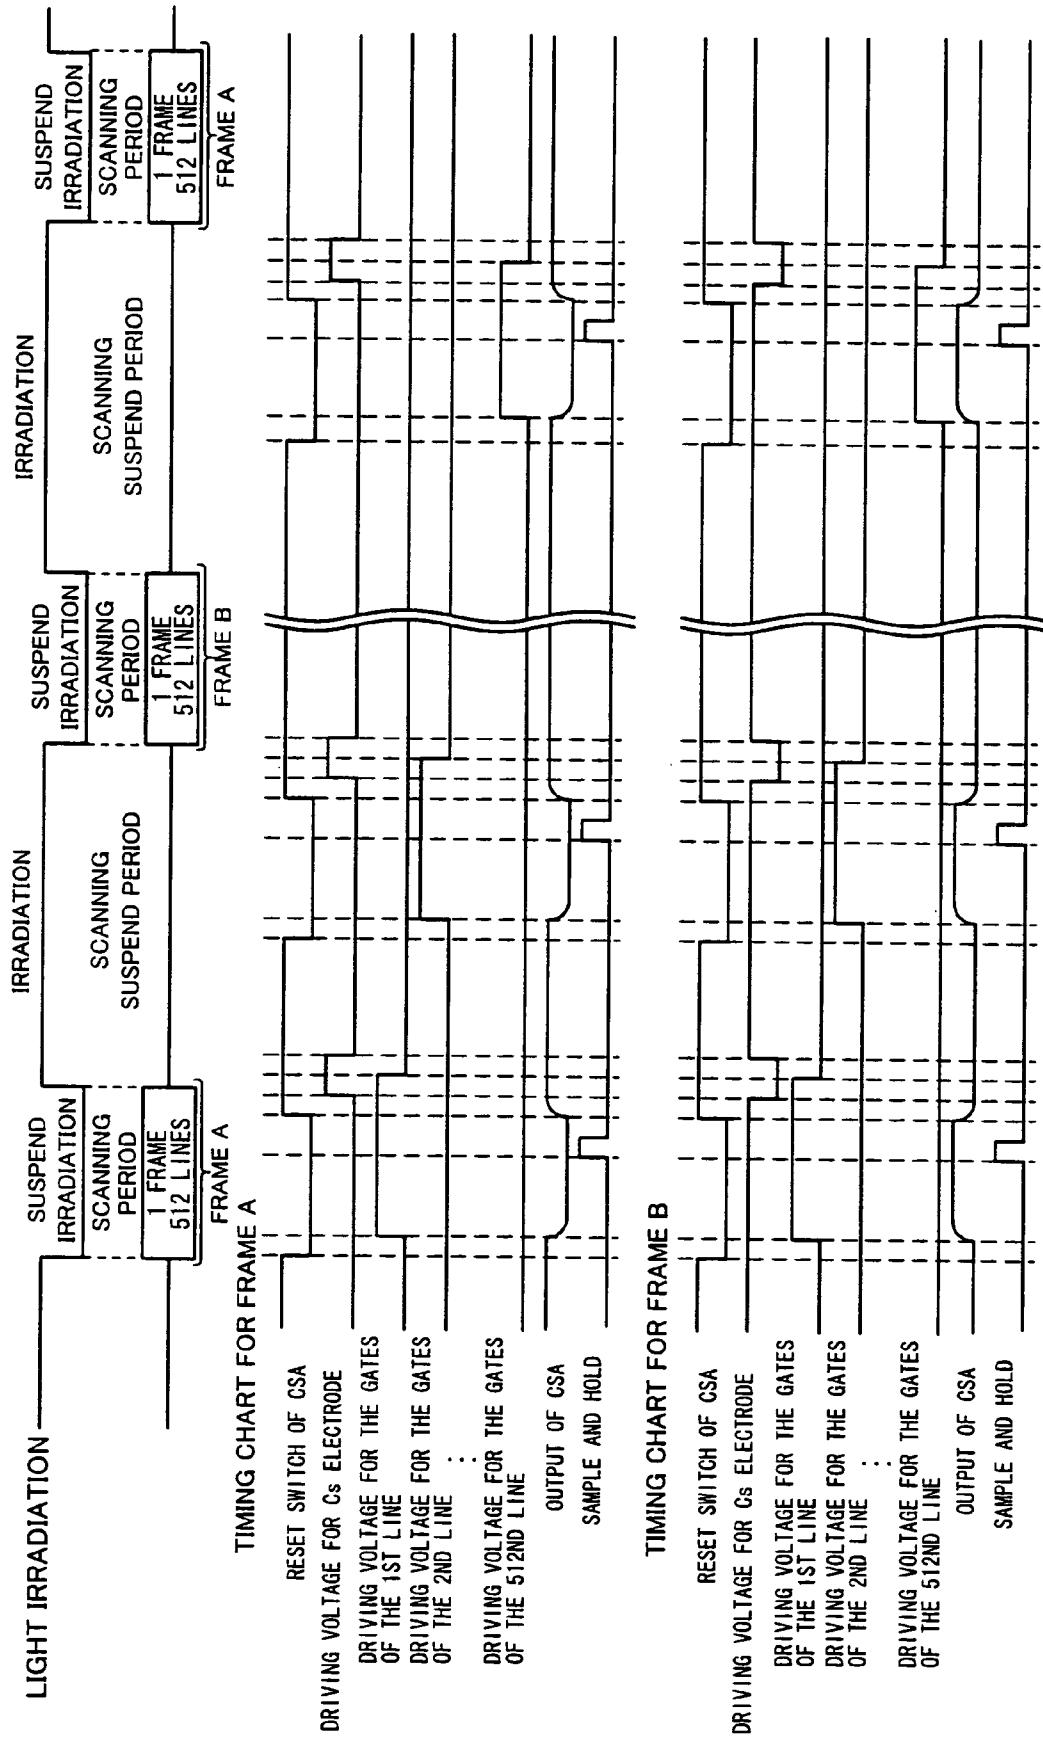 LIGHT IRRADIATION
SUSPEND
IRRADIATION
SCANNING
PERIOD
1 FRAME
512 LINES
FRAME A
IRRADIATION
SCANNING
SUSPEND PERIOD
SUSPEND
IRRADIATION
SCANNING
PERIOD
1 FRAME
512 LINES
FRAME B
IRRADIATION
SCANNING
SUSPEND PERIOD
SUSPEND
IRRADIATION
SCANNING
PERIOD
1 FRAME
512 LINES
FRAME A
TIMING CHART FOR FRAME A
RESET SWITCH OF CSA
DRIVING VOLTAGE FOR Cs ELECTRODE
DRIVING VOLTAGE FOR THE GATES
OF THE 1ST LINE
DRIVING VOLTAGE FOR THE GATES
OF THE 2ND LINE
DRIVING VOLTAGE FOR THE GATES
OF THE 512ND LINE
OUTPUT OF CSA
SAMPLE AND HOLD
TIMING CHART FOR FRAME B
RESET SWITCH OF CSA
DRIVING VOLTAGE FOR Cs ELECTRODE
DRIVING VOLTAGE FOR THE GATES
OF THE 1ST LINE
DRIVING VOLTAGE FOR THE GATES
OF THE 2ND LINE
DRIVING VOLTAGE FOR THE GATES
OF THE 512ND LINE
OUTPUT OF CSA
SAMPLE AND HOLD